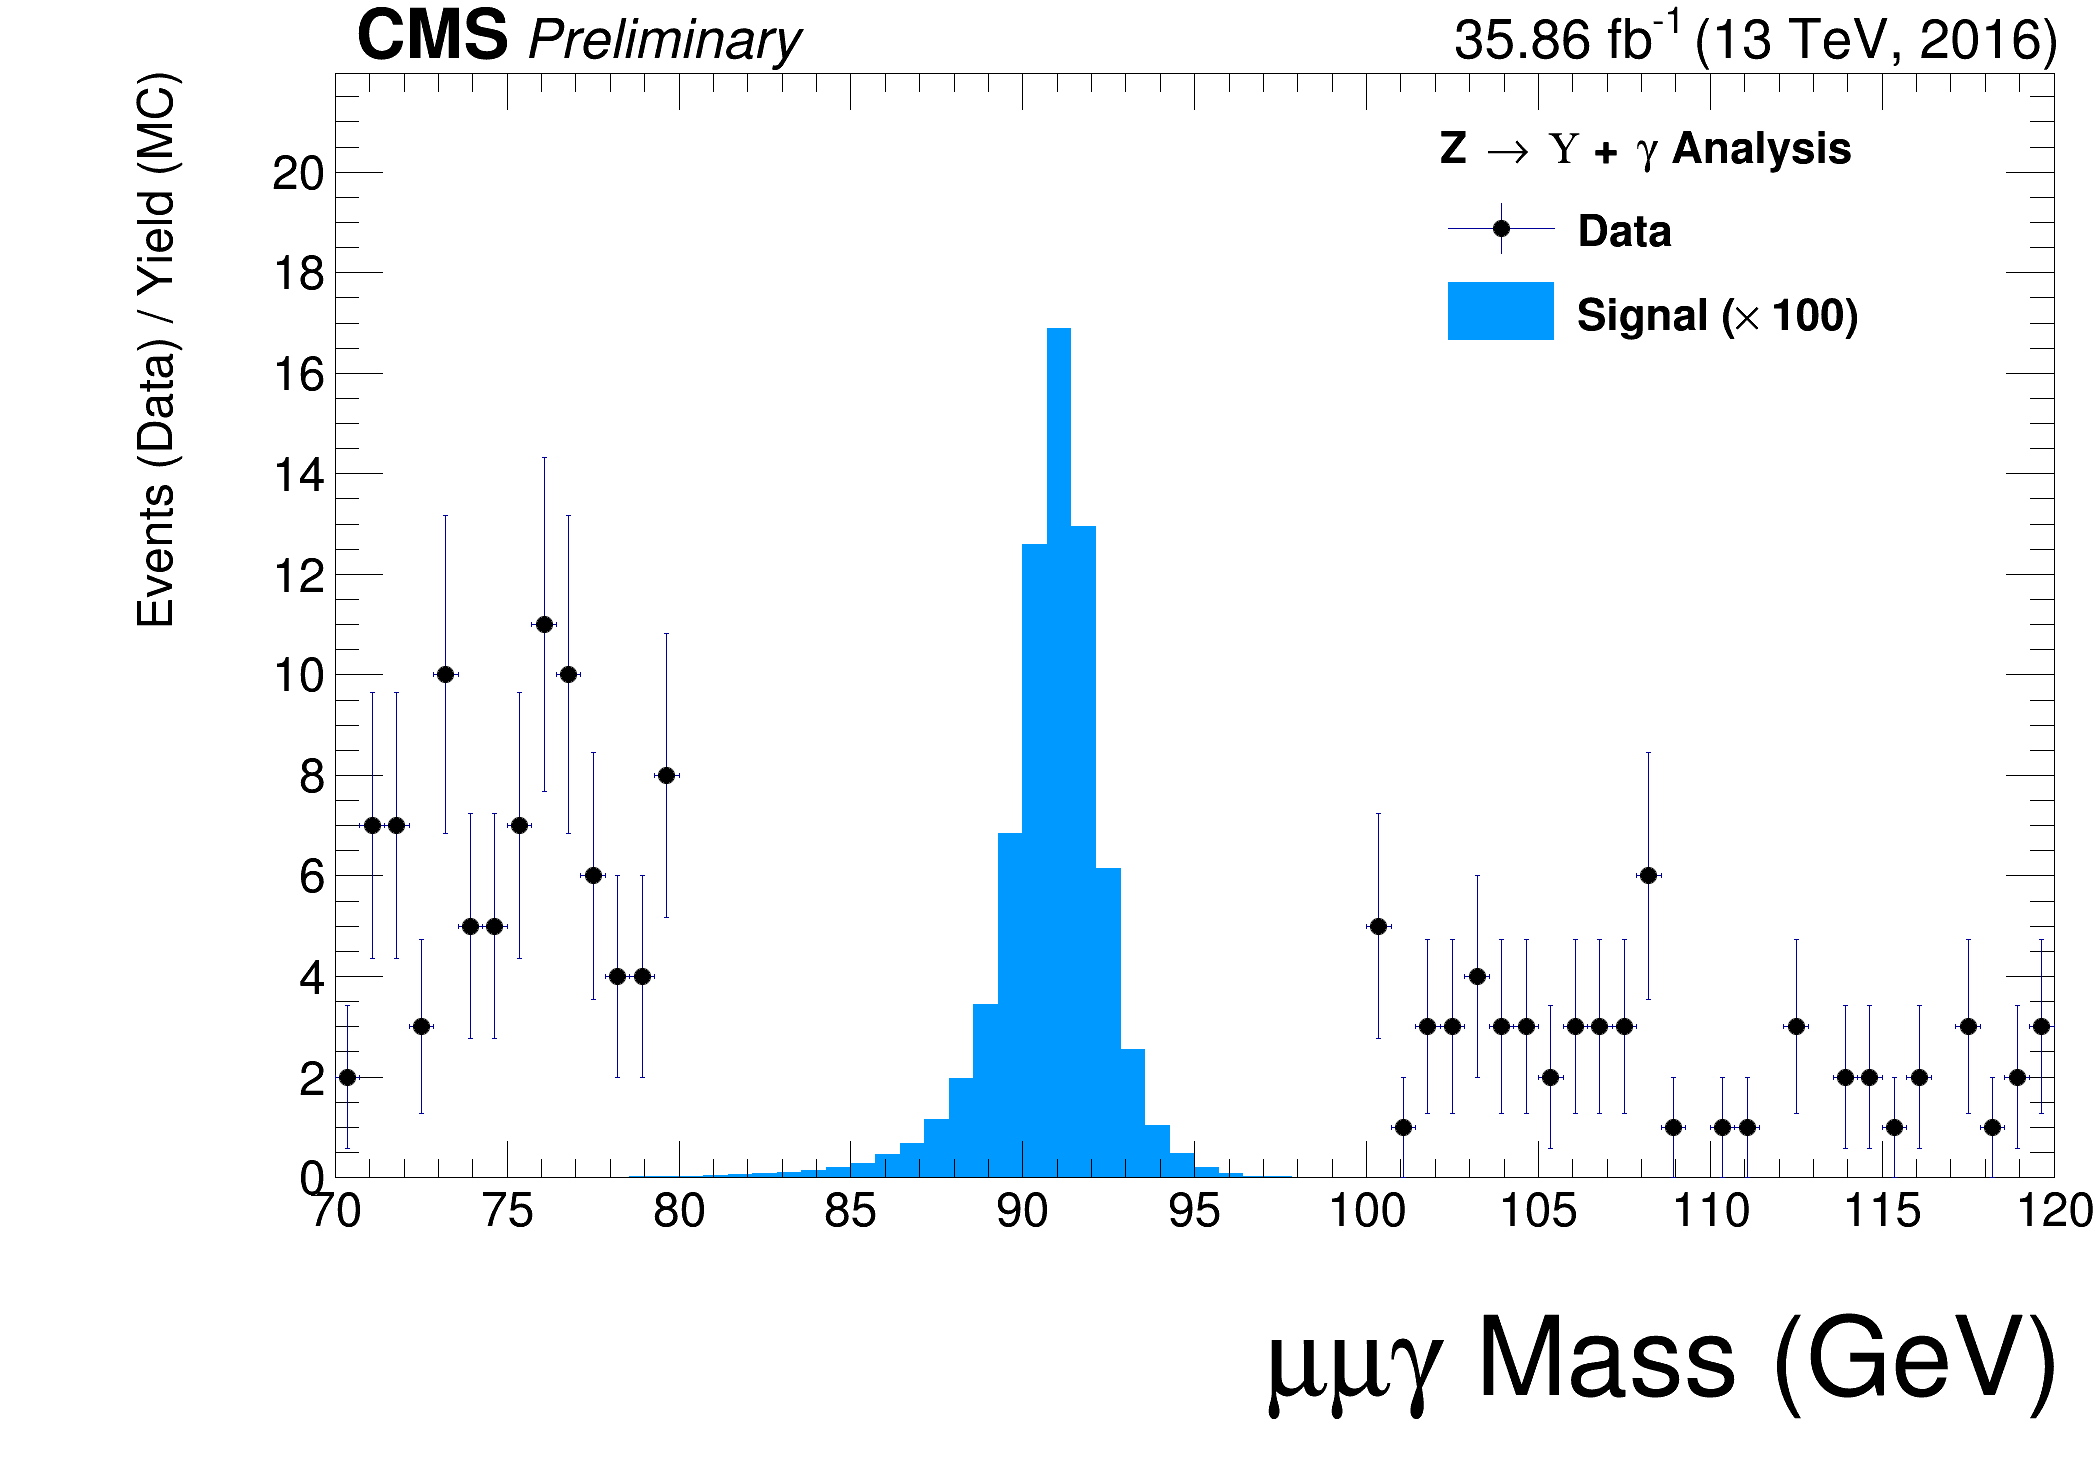 CMS Preliminary
35.86 fb⁻¹ (13 TeV, 2016)
Events (Data) / Yield (MC)
Z → Υ + γ Analysis
Data
Signal (× 100)
20
18
16
14
12
10
8
6
4
2
0
70 75 80 85 90 95 100 105 110 115 120
μμγ Mass (GeV)